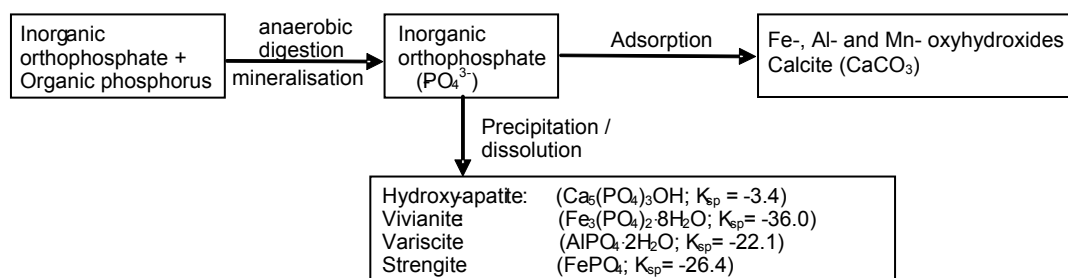 Inorganic
orthophosphate +
Organic phosphorus
anaerobic
digestion
mineralisation
Inorganic
orthophosphate
(PO₄³⁻)
Adsorption
Fe-, Al- and Mn- oxyhydroxides
Calcite (CaCO₃)
Precipitation /
dissolution
Hydroxy-apatite: (Ca₅(PO₄)₃OH; Kₛₚ = -3.4)
Vivianite: (Fe₃(PO₄)₂·8H₂O; Kₛₚ= -36.0)
Variscite (AlPO₄·2H₂O; Kₛₚ= -22.1)
Strengite (FePO₄; Kₛₚ= -26.4)